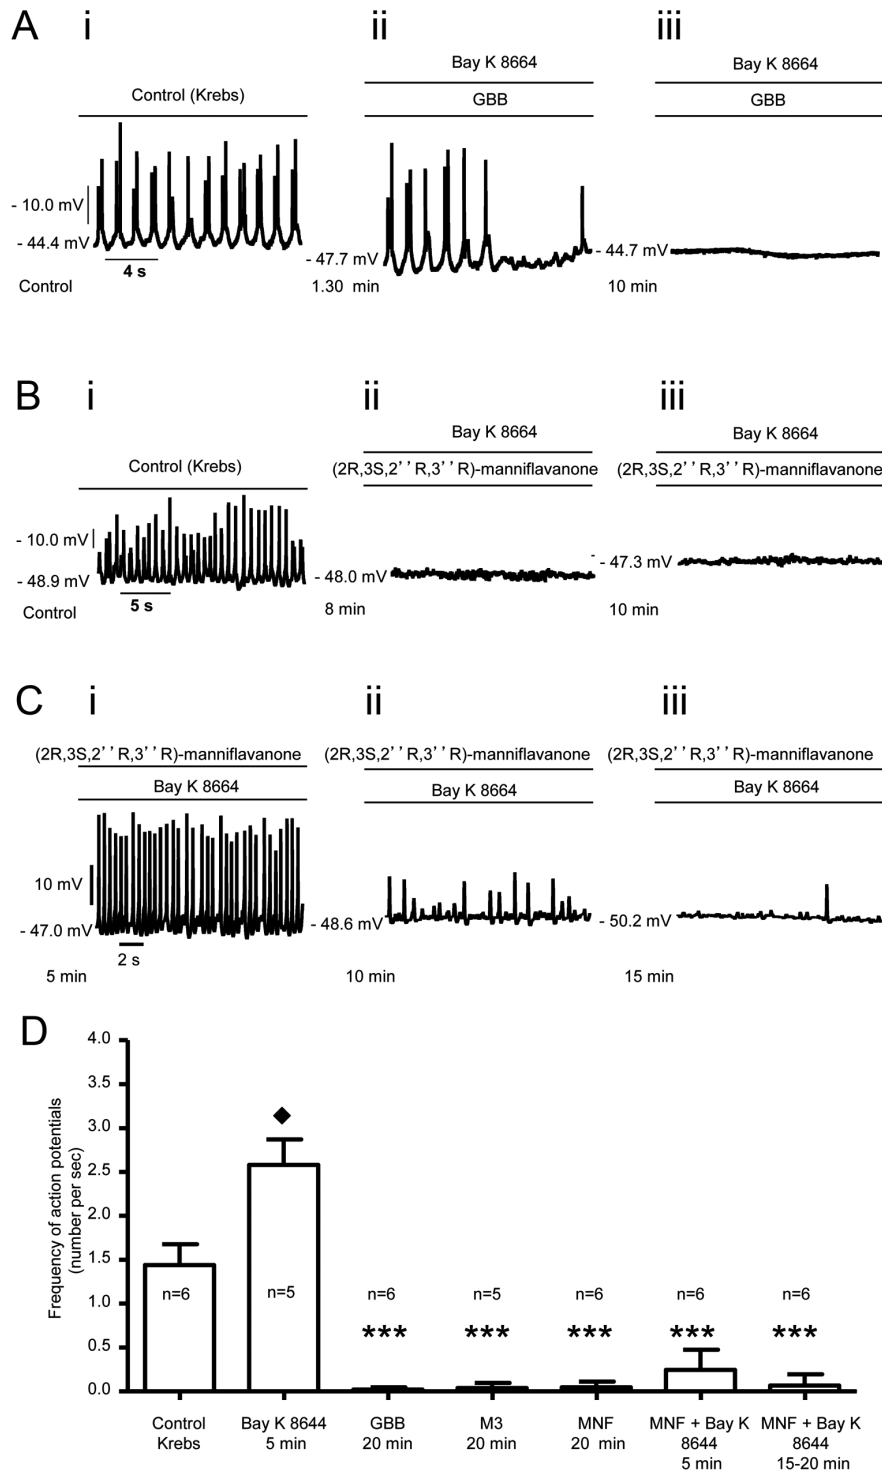 A i ii iii
Bay K 8664 Bay K 8664
Control (Krebs) GBB GBB
- 10.0 mV
- 44.4 mV - 47.7 mV - 44.7 mV
4 s
Control 1.30 min 10 min
B i ii iii
Bay K 8664 Bay K 8664
Control (Krebs) (2R,3S,2’’R,3’’R)-manniflavanone (2R,3S,2’’R,3’’R)-manniflavanone
- 10.0 mV
- 48.9 mV - 48.0 mV - 47.3 mV
5 s
Control 8 min 10 min
C i ii iii
(2R,3S,2’’R,3’’R)-manniflavanone (2R,3S,2’’R,3’’R)-manniflavanone (2R,3S,2’’R,3’’R)-manniflavanone
Bay K 8664 Bay K 8664 Bay K 8664
10 mV
- 47.0 mV - 48.6 mV - 50.2 mV
2 s
5 min 10 min 15 min
D
Frequency of action potentials
(number per sec)
4.0
3.5
3.0
2.5
2.0
1.5
1.0
0.5
0.0
n=6 n=5 n=6 n=5 n=6 n=6 n=6
*** *** *** *** ***
Control Bay K 8644 GBB M3 MNF MNF + Bay K MNF + Bay K
Krebs 5 min 20 min 20 min 20 min 8644 8644
5 min 15-20 min